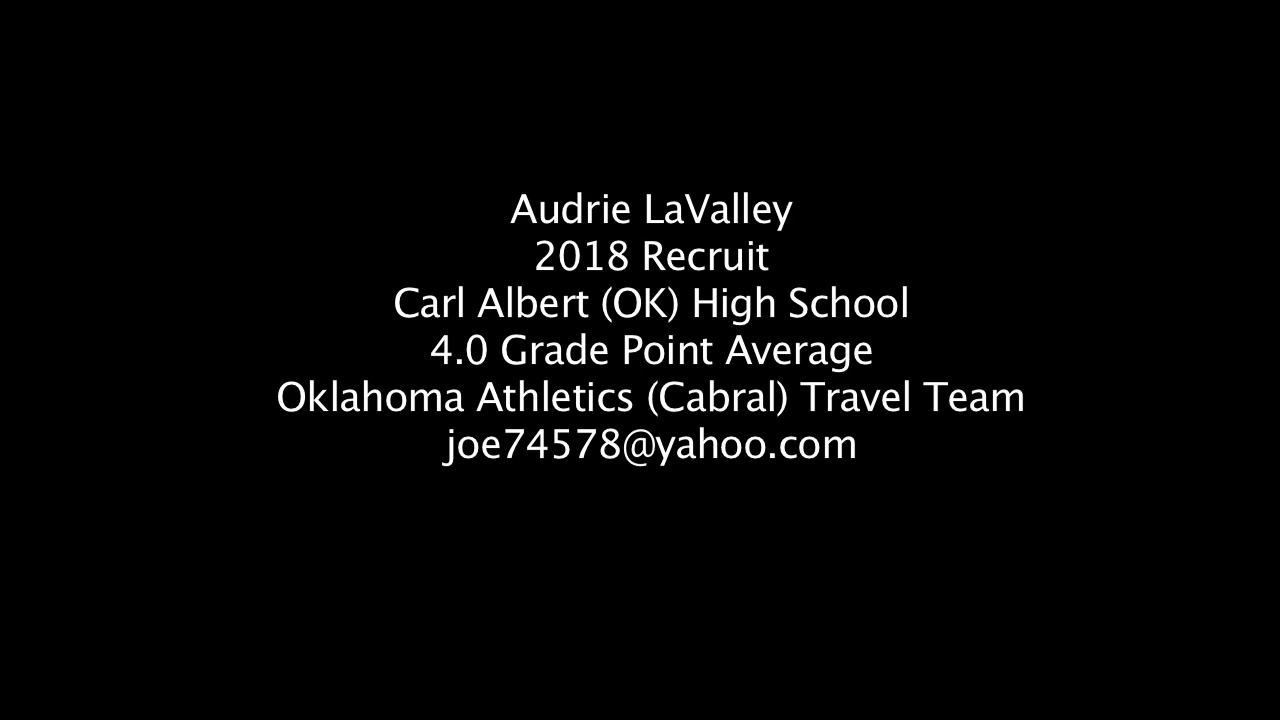 Audrie LaValley
2018 Recruit
Carl Albert (OK) High School
4.0 Grade Point Average
Oklahoma Athletics (Cabral) Travel Team
joe74578@yahoo.com